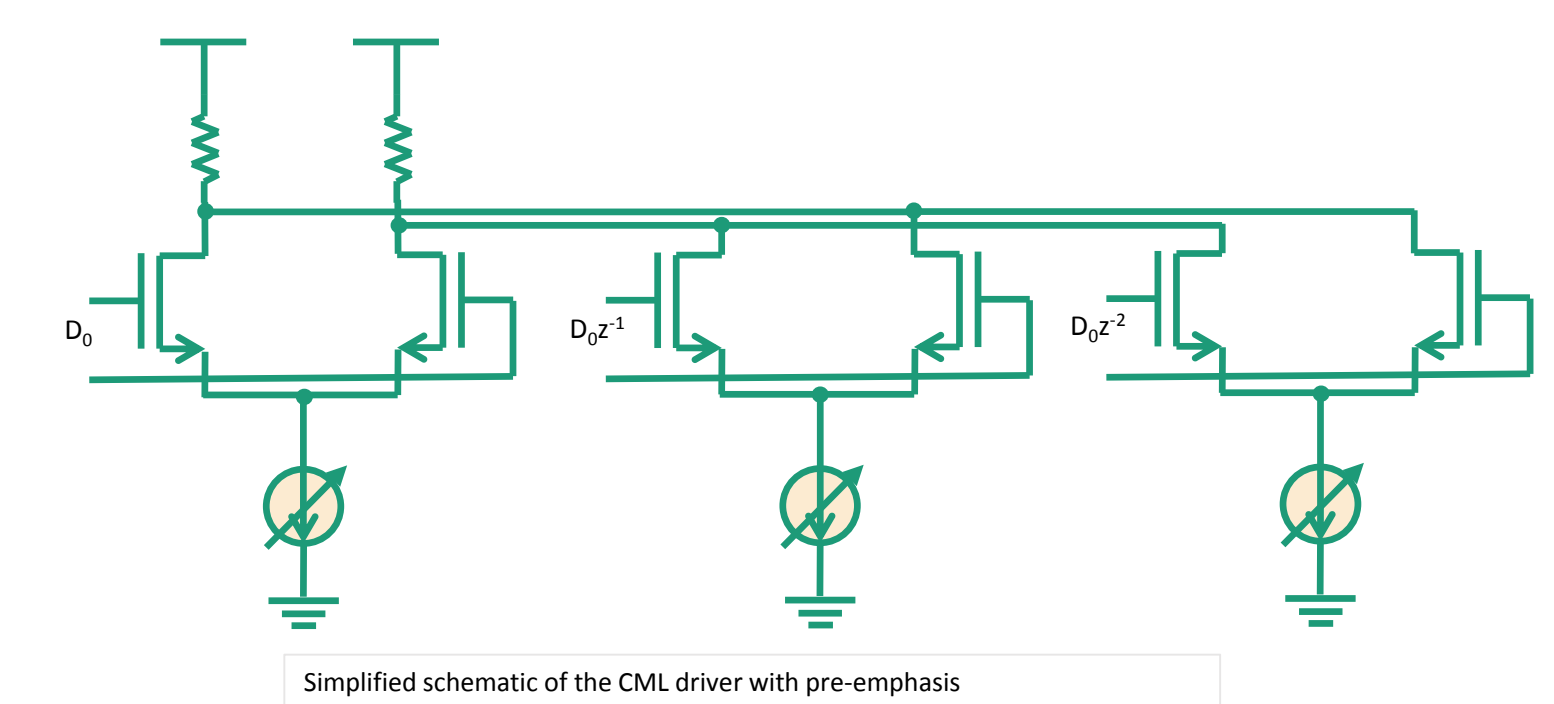 D₀
D₀z⁻¹
D₀z⁻²
Simplified schematic of the CML driver with pre-emphasis